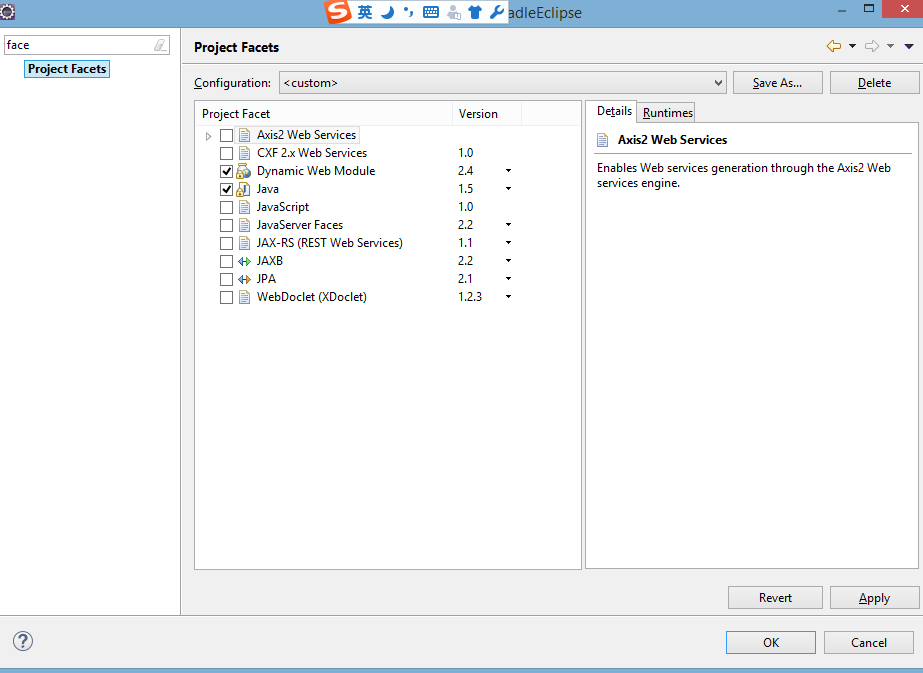 S 英
adleEclipse
face
Project Facets
Project Facets
Configuration: <custom> Save As... Delete
Project Facet Version
Axis2 Web Services
CXF 2.x Web Services 1.0
Dynamic Web Module 2.4
Java 1.5
JavaScript 1.0
JavaServer Faces 2.2
JAX-RS (REST Web Services) 1.1
JAXB 2.2
JPA 2.1
WebDoclet (XDoclet) 1.2.3
Details Runtimes
Axis2 Web Services
Enables Web services generation through the Axis2 Web
services engine.
Revert Apply
? OK Cancel